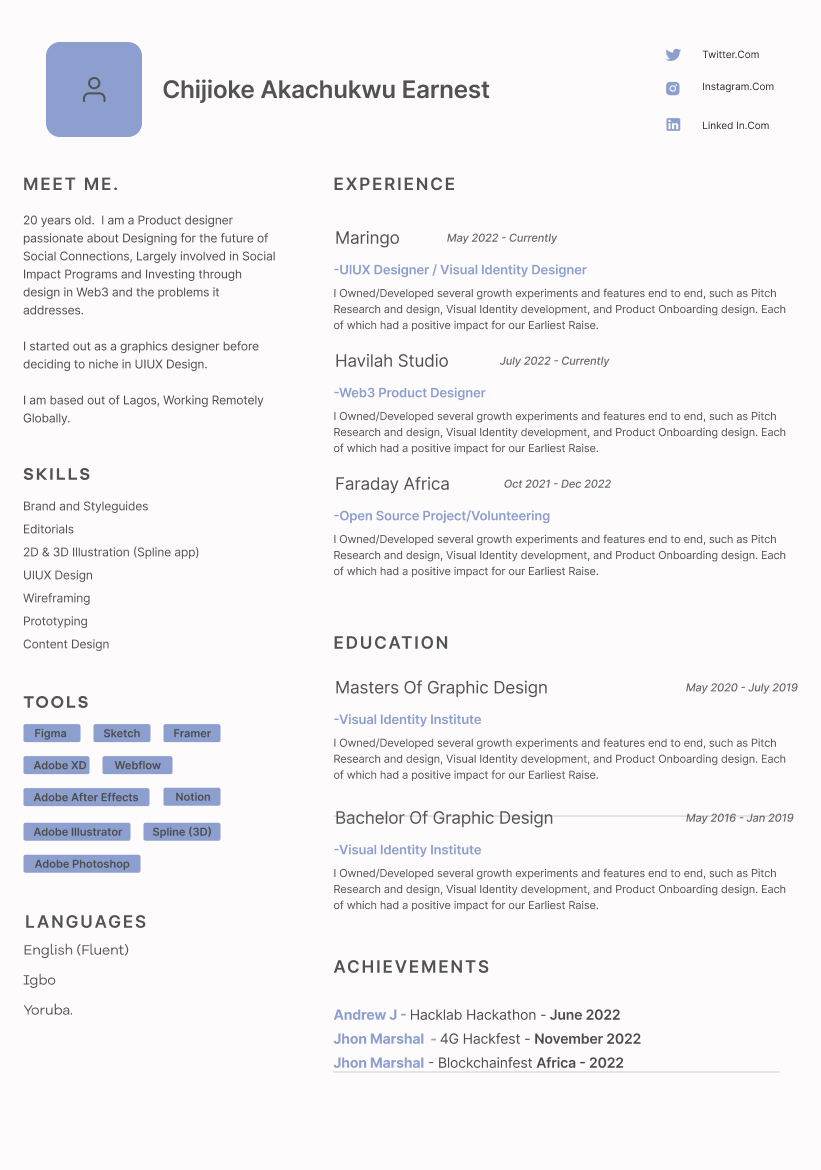 Chijioke Akachukwu Earnest
Twitter.Com
Instagram.Com
Linked In.Com
MEET ME.
20 years old.  I am a Product designer
passionate about Designing for the future of
Social Connections, Largely involved in Social
Impact Programs and Investing through
design in Web3 and the problems it
addresses.
I started out as a graphics designer before
deciding to niche in UIUX Design.
I am based out of Lagos, Working Remotely
Globally.
SKILLS
Brand and Styleguides
Editorials
2D & 3D Illustration (Spline app)
UIUX Design
Wireframing
Prototyping
Content Design
TOOLS
Figma Sketch Framer
Adobe XD Webflow
Adobe After Effects Notion
Adobe Illustrator Spline (3D)
Adobe Photoshop
LANGUAGES
English (Fluent)
Igbo
Yoruba.
EXPERIENCE
Maringo May 2022 - Currently
-UIUX Designer / Visual Identity Designer
I Owned/Developed several growth experiments and features end to end, such as Pitch
Research and design, Visual Identity development, and Product Onboarding design. Each
of which had a positive impact for our Earliest Raise.
Havilah Studio July 2022 - Currently
-Web3 Product Designer
I Owned/Developed several growth experiments and features end to end, such as Pitch
Research and design, Visual Identity development, and Product Onboarding design. Each
of which had a positive impact for our Earliest Raise.
Faraday Africa Oct 2021 - Dec 2022
-Open Source Project/Volunteering
I Owned/Developed several growth experiments and features end to end, such as Pitch
Research and design, Visual Identity development, and Product Onboarding design. Each
of which had a positive impact for our Earliest Raise.
EDUCATION
Masters Of Graphic Design May 2020 - July 2019
-Visual Identity Institute
I Owned/Developed several growth experiments and features end to end, such as Pitch
Research and design, Visual Identity development, and Product Onboarding design. Each
of which had a positive impact for our Earliest Raise.
Bachelor Of Graphic Design May 2016 - Jan 2019
-Visual Identity Institute
I Owned/Developed several growth experiments and features end to end, such as Pitch
Research and design, Visual Identity development, and Product Onboarding design. Each
of which had a positive impact for our Earliest Raise.
ACHIEVEMENTS
Andrew J - Hacklab Hackathon - June 2022
Jhon Marshal  - 4G Hackfest - November 2022
Jhon Marshal - Blockchainfest Africa - 2022